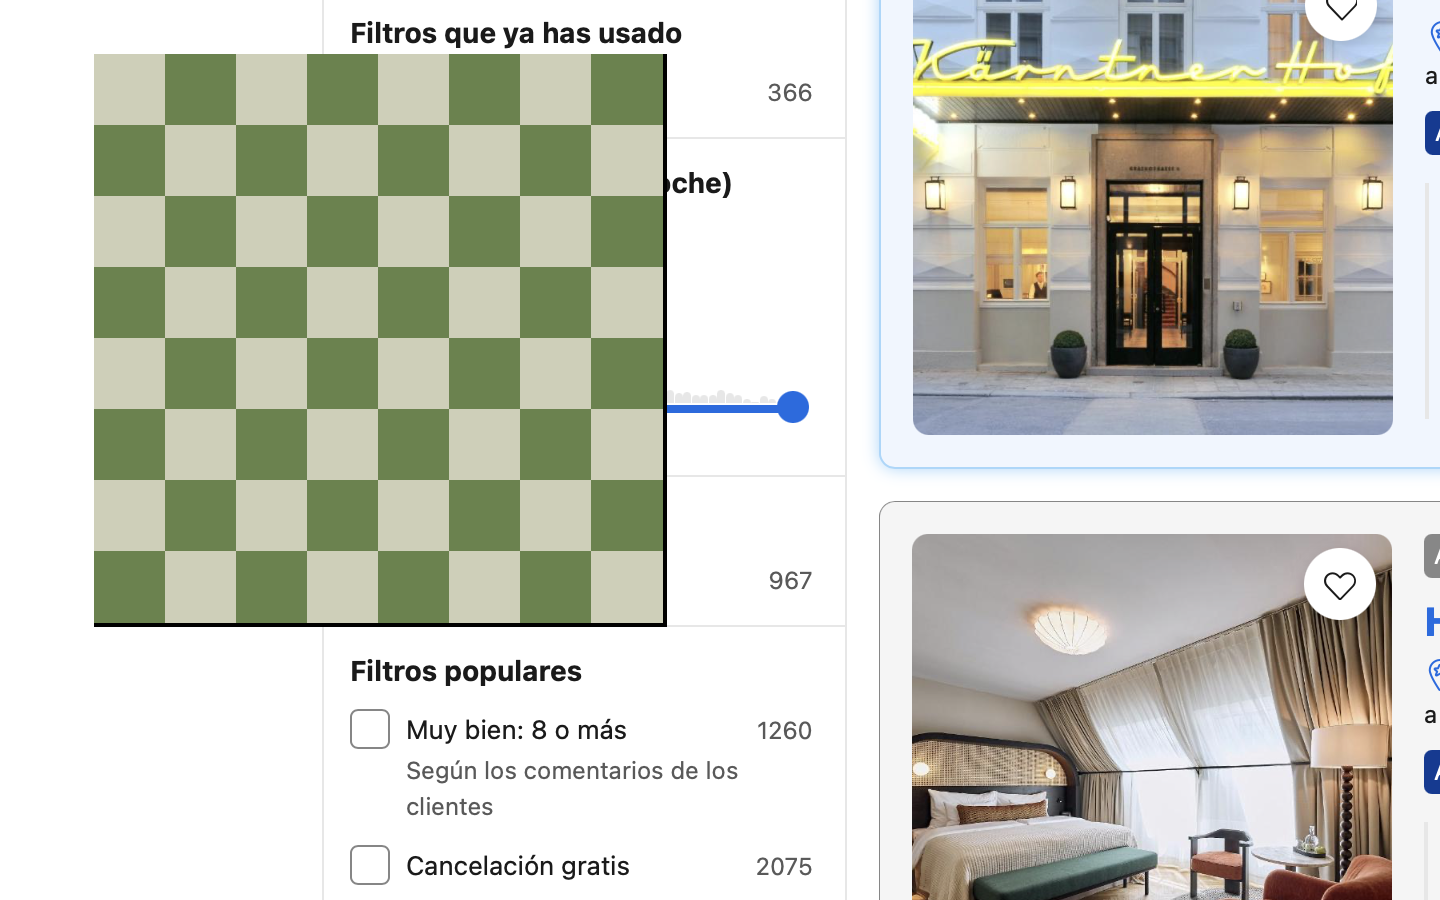 Filtros que ya has usado
366
oche)
967
Filtros populares
Muy bien: 8 o más
1260
Según los comentarios de los
clientes
Cancelación gratis
2075
Kärntner Hof
a
A
A
H
a
A